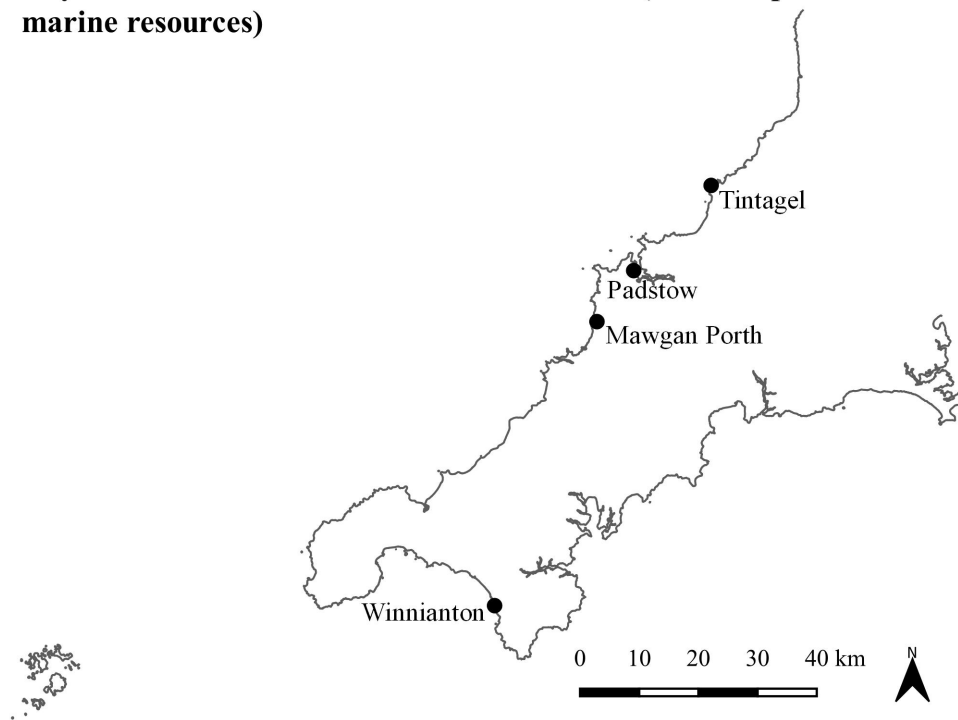 marine resources)
Tintagel
Padstow
Mawgan Porth
Winnianton
0 10 20 30 40 km
N